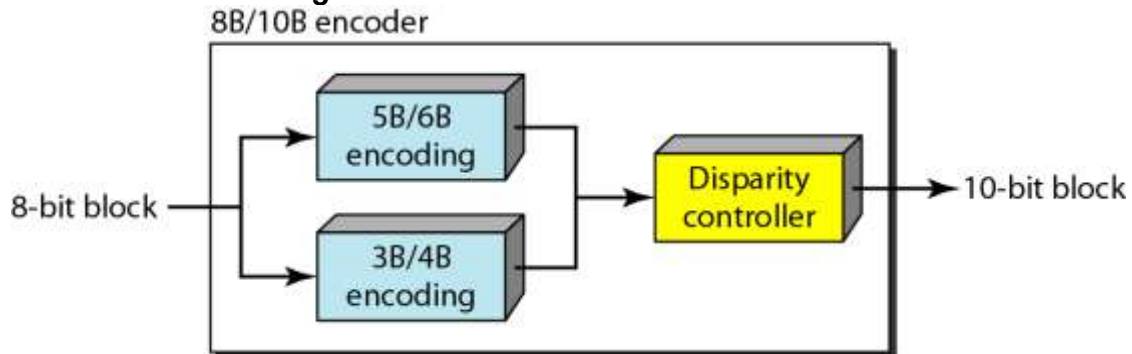 8B/10B encoder
5B/6B
encoding
8-bit block
3B/4B
encoding
Disparity
controller
10-bit block